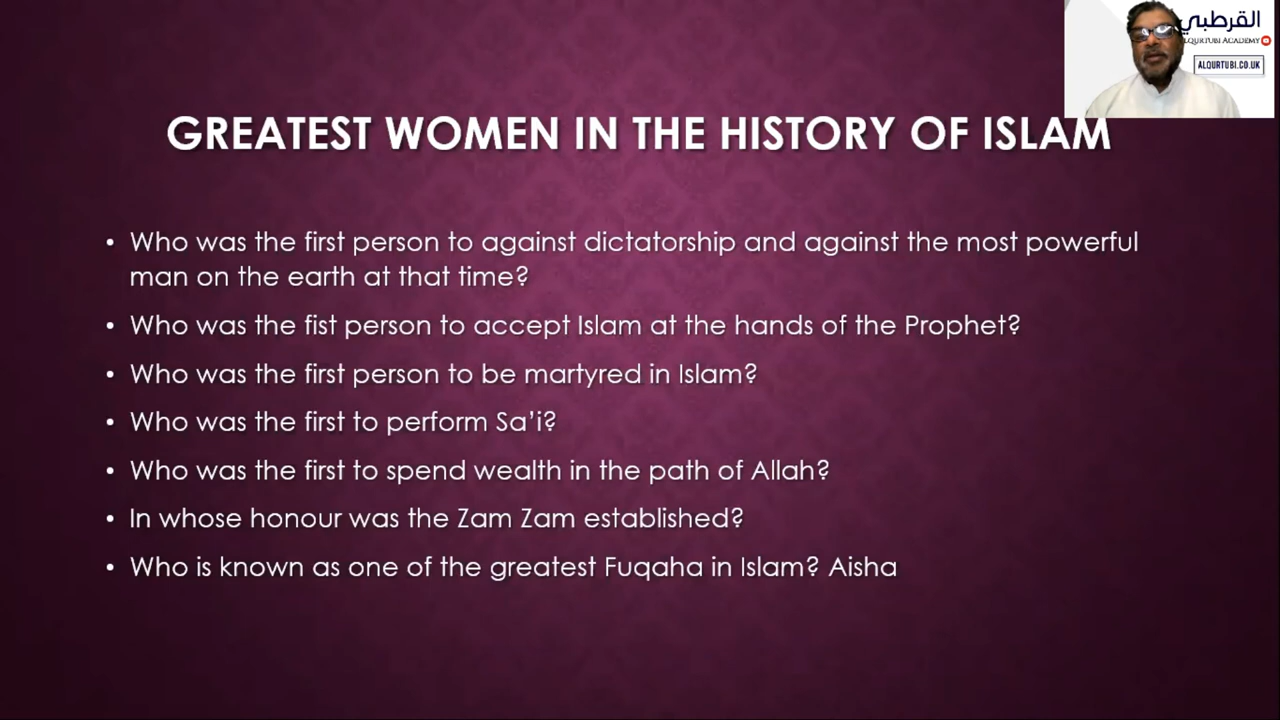 القرطبي
ALQURTUBI ACADEMY
ALQURTUBI.CO.UK
GREATEST WOMEN IN THE HISTORY OF ISLAM
• Who was the first person to against dictatorship and against the most powerful
man on the earth at that time?
• Who was the fist person to accept Islam at the hands of the Prophet?
• Who was the first person to be martyred in Islam?
• Who was the first to perform Sa’i?
• Who was the first to spend wealth in the path of Allah?
• In whose honour was the Zam Zam established?
• Who is known as one of the greatest Fuqaha in Islam? Aisha